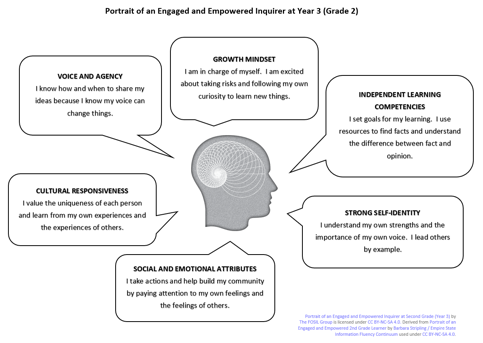 Portrait of an Engaged and Empowered Inquirer at Year 3 (Grade 2)
GROWTH MINDSET
I am in charge of myself. I am excited
about taking risks and following my own
curiosity to learn new things.
VOICE AND AGENCY
I know how and when to share my
ideas because I know my voice can
change things.
INDEPENDENT LEARNING
COMPETENCIES
I set goals for my learning. I use
resources to find facts and understand
the difference between fact and
opinion.
CULTURAL RESPONSIVENESS
I value the uniqueness of each person
and learn from my own experiences and
the experiences of others.
STRONG SELF-IDENTITY
I understand my own strengths and the
importance of my own voice. I lead others
by example.
SOCIAL AND EMOTIONAL ATTRIBUTES
I take actions and help build my community
by paying attention to my own feelings and
the feelings of others.
Portrait of an Engaged and Empowered Inquirer at Second Grade (Year 3) by
The FOSIL Group is licensed under CC BY-NC-SA 4.0. Derived from Portrait of an
Engaged and Empowered 2nd Grade Learner by Barbara Stripling / Empire State
Information Fluency Continuum used under CC BY-NC-SA 4.0.